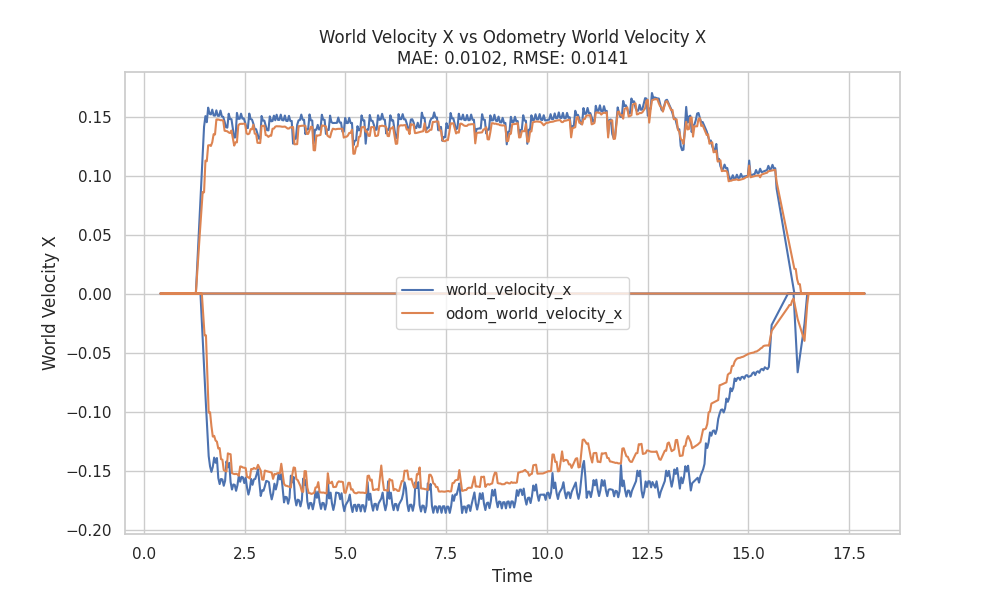 World Velocity X vs Odometry World Velocity X
MAE: 0.0102, RMSE: 0.0141
World Velocity X
0.15
0.10
0.05
0.00
−0.05
−0.10
−0.15
−0.20
world_velocity_x
odom_world_velocity_x
0.0 2.5 5.0 7.5 10.0 12.5 15.0 17.5
Time